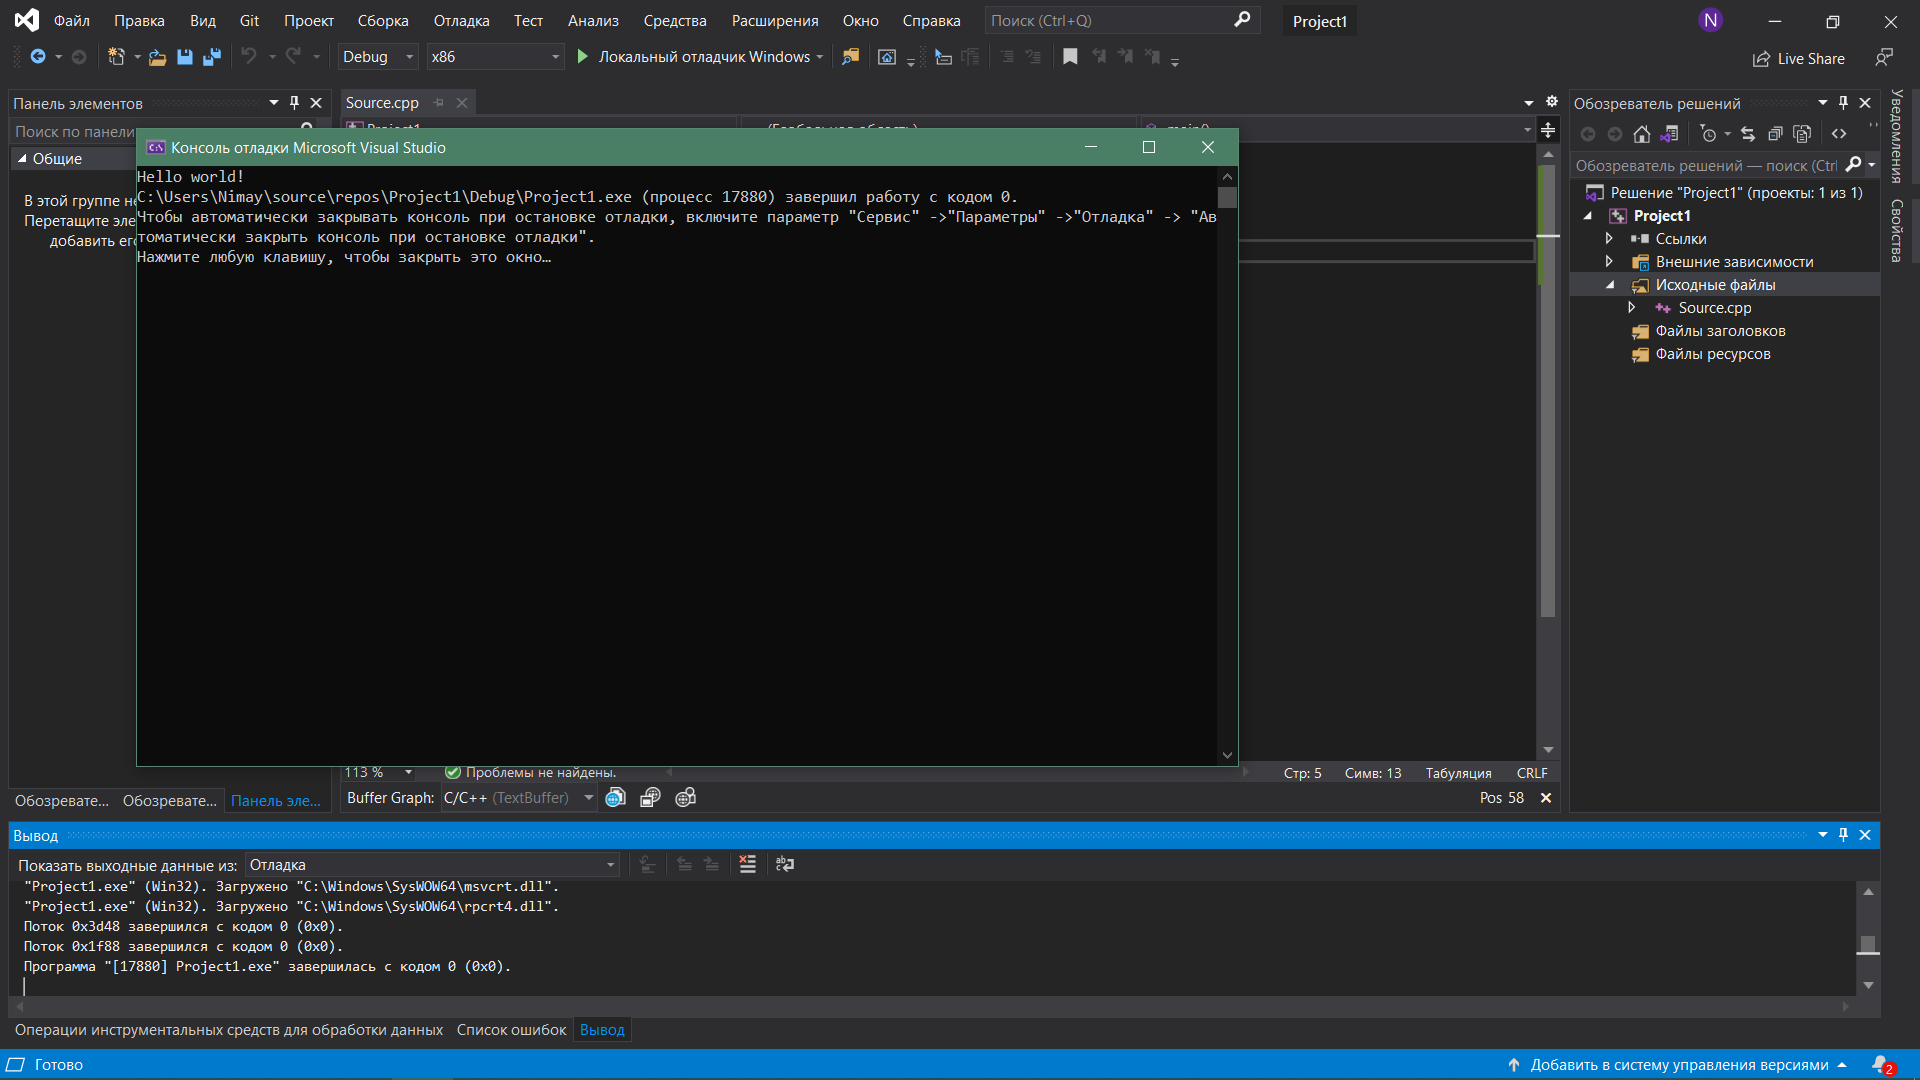 Файл Правка Вид Git Проект Сборка Отладка Тест Анализ Средства Расширения Окно Справка Поиск (Ctrl+Q) Project1 N
Debug x86 Локальный отладчик Windows Live Share
Панель элементов
Поиск по панели
Общие
В этой группе
Перетащите
добавить
Source.cpp
Project1 (Глобальная область) main()
Консоль отладки Microsoft Visual Studio
Hello world!
C:\Users\Nimay\source\repos\Project1\Debug\Project1.exe (процесс 17880) завершил работу с кодом 0.
Чтобы автоматически закрывать консоль при остановке отладки, включите параметр "Сервис" ->"Параметры" ->"Отладка" -> "Ав
томатически закрыть консоль при остановке отладки".
Нажмите любую клавишу, чтобы закрыть это окно…
113 % Проблемы не найдены. Стр: 5 Симв: 13 Табуляция CRLF
Buffer Graph: C/C++ (TextBuffer) Pos 58
Обозревате... Обозревате... Панель эле...
Обозреватель решений
Обозреватель решений — поиск (Ctrl
Решение "Project1" (проекты: 1 из 1)
Project1
Ссылки
Внешние зависимости
Исходные файлы
Source.cpp
Файлы заголовков
Файлы ресурсов
Уведомления
Свойства
Вывод
Показать выходные данные из: Отладка
"Project1.exe" (Win32). Загружено "C:\Windows\SysWOW64\msvcrt.dll".
"Project1.exe" (Win32). Загружено "C:\Windows\SysWOW64\rpcrt4.dll".
Поток 0x3d48 завершился с кодом 0 (0x0).
Поток 0x1f88 завершился с кодом 0 (0x0).
Программа "[17880] Project1.exe" завершилась с кодом 0 (0x0).
Операции инструментальных средств для обработки данных Список ошибок Вывод
Готово Добавить в систему управления версиями 2